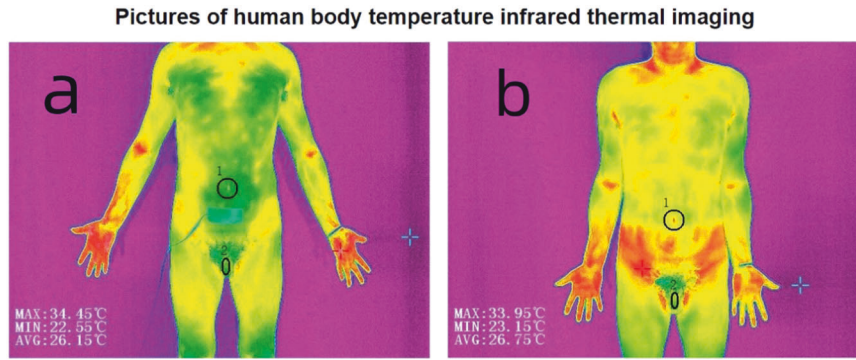 Pictures of human body temperature infrared thermal imaging
a
1
2
MAX:34.45℃
MIN:22.55℃
AVG:26.15℃
b
1
2
MAX:33.95℃
MIN:23.15℃
AVG:26.75℃